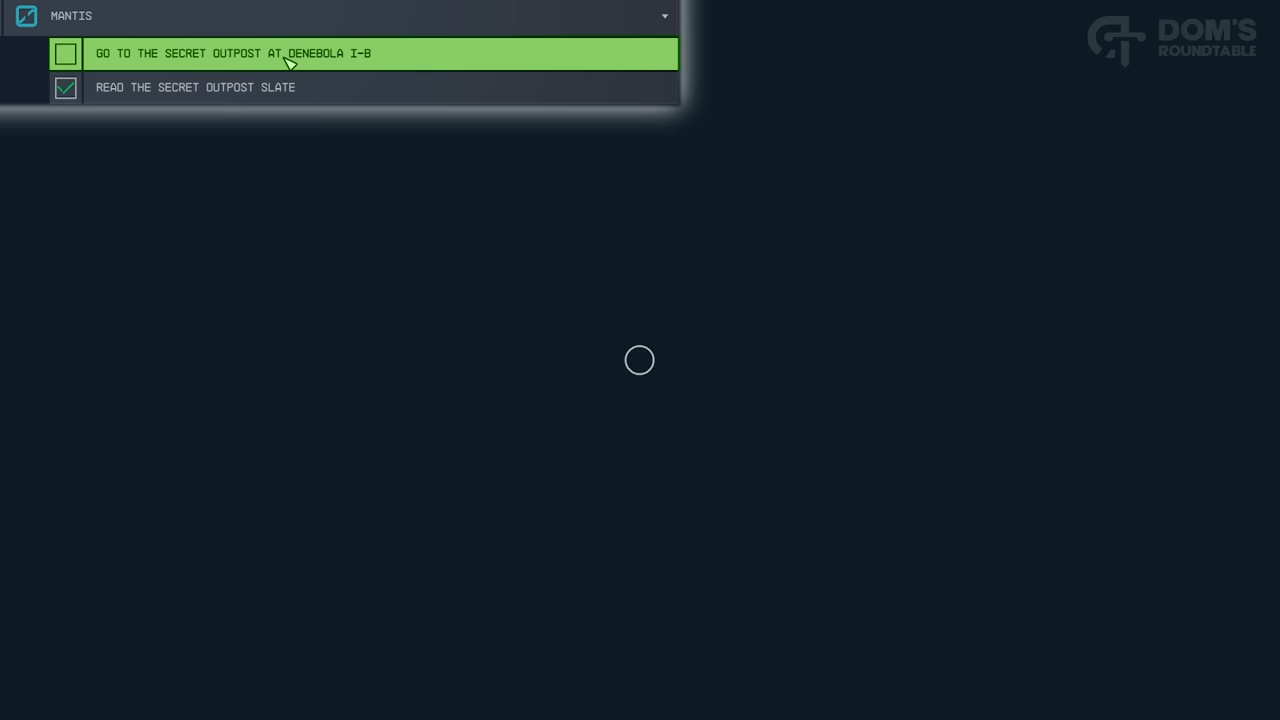 MANTIS
GO TO THE SECRET OUTPOST AT DENEBOLA I-B
READ THE SECRET OUTPOST SLATE
DOM'S
ROUNDTABLE